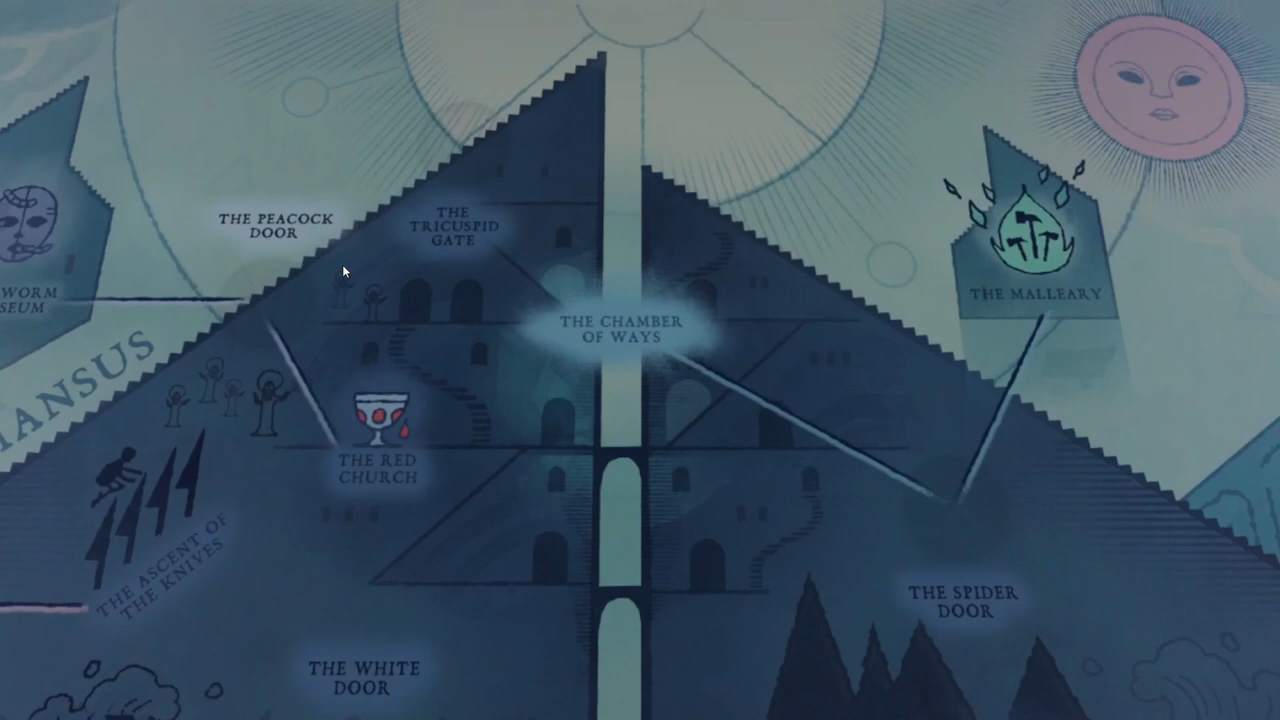 THE PEACOCK
DOOR
THE
TRICUSPID
GATE
WORM
SEUM
THE CHAMBER
OF WAYS
THE MALLEARY
ANSUS
THE RED
CHURCH
THE ASCENT OF
THE KNIVES
THE SPIDER
DOOR
THE WHITE
DOOR